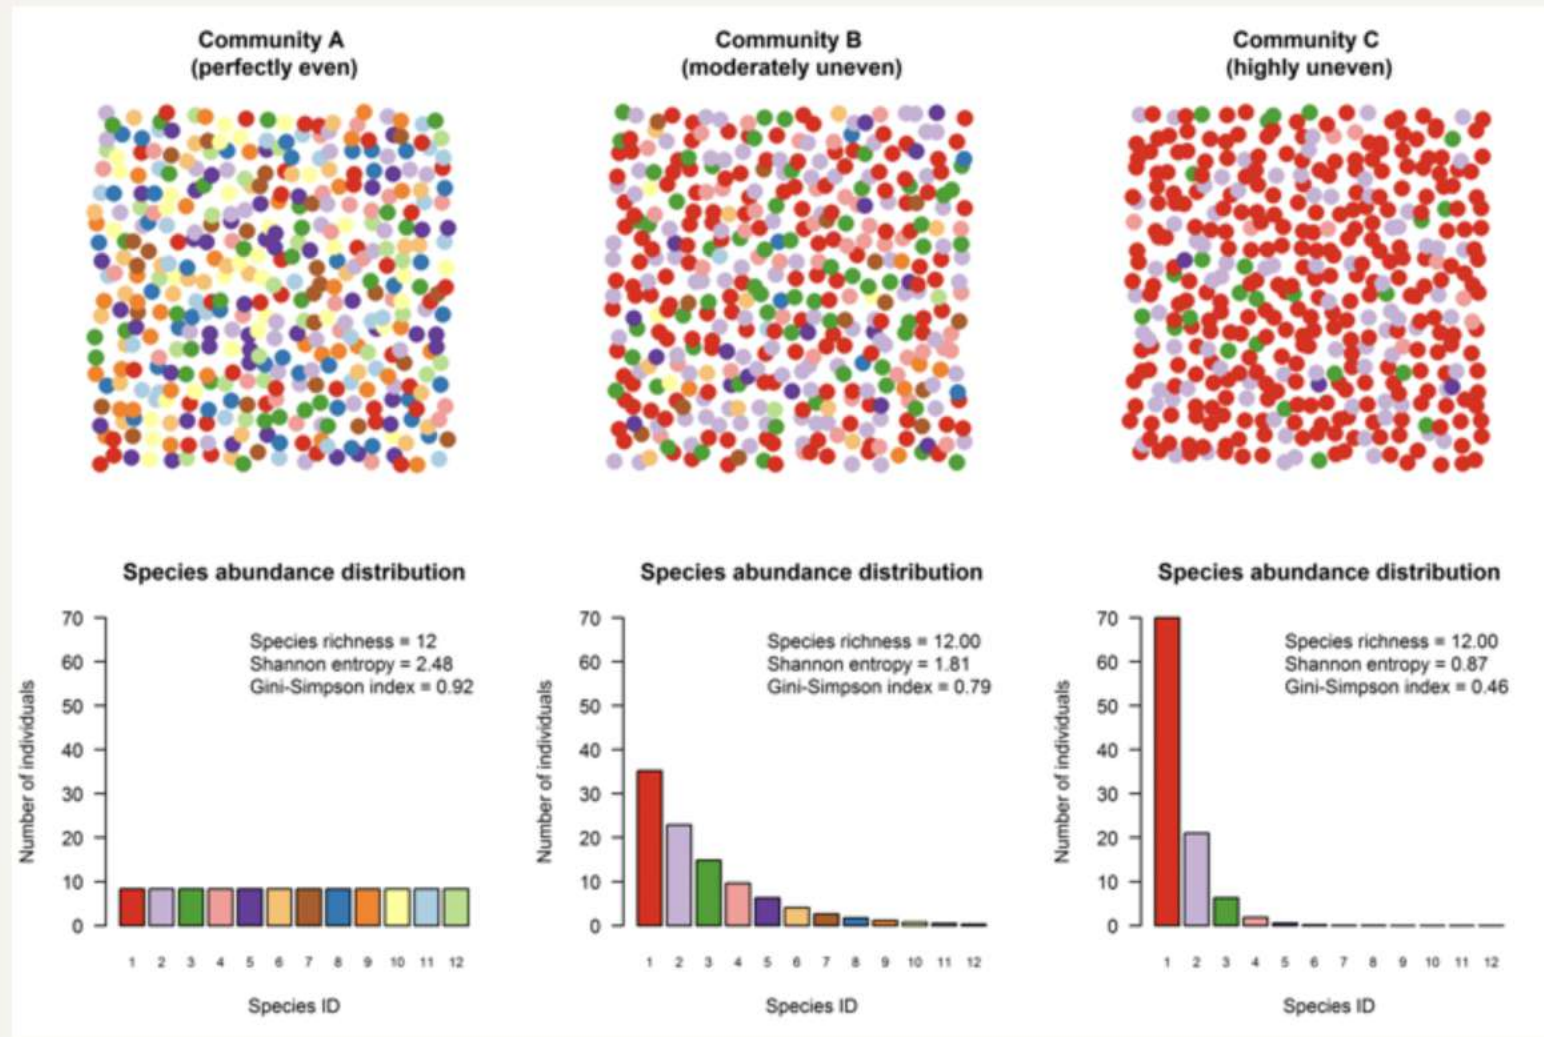 Community A
(perfectly even)
Community B
(moderately uneven)
Community C
(highly uneven)
Species abundance distribution
Species richness = 12
Shannon entropy = 2.48
Gini-Simpson index = 0.92
Number of individuals
70
60
50
40
30
20
10
0
1 2 3 4 5 6 7 8 9 10 11 12
Species ID
Species abundance distribution
Species richness = 12.00
Shannon entropy = 1.81
Gini-Simpson index = 0.79
Number of individuals
70
60
50
40
30
20
10
0
1 2 3 4 5 6 7 8 9 10 11 12
Species ID
Species abundance distribution
Species richness = 12.00
Shannon entropy = 0.87
Gini-Simpson index = 0.46
Number of individuals
70
60
50
40
30
20
10
0
1 2 3 4 5 6 7 8 9 10 11 12
Species ID